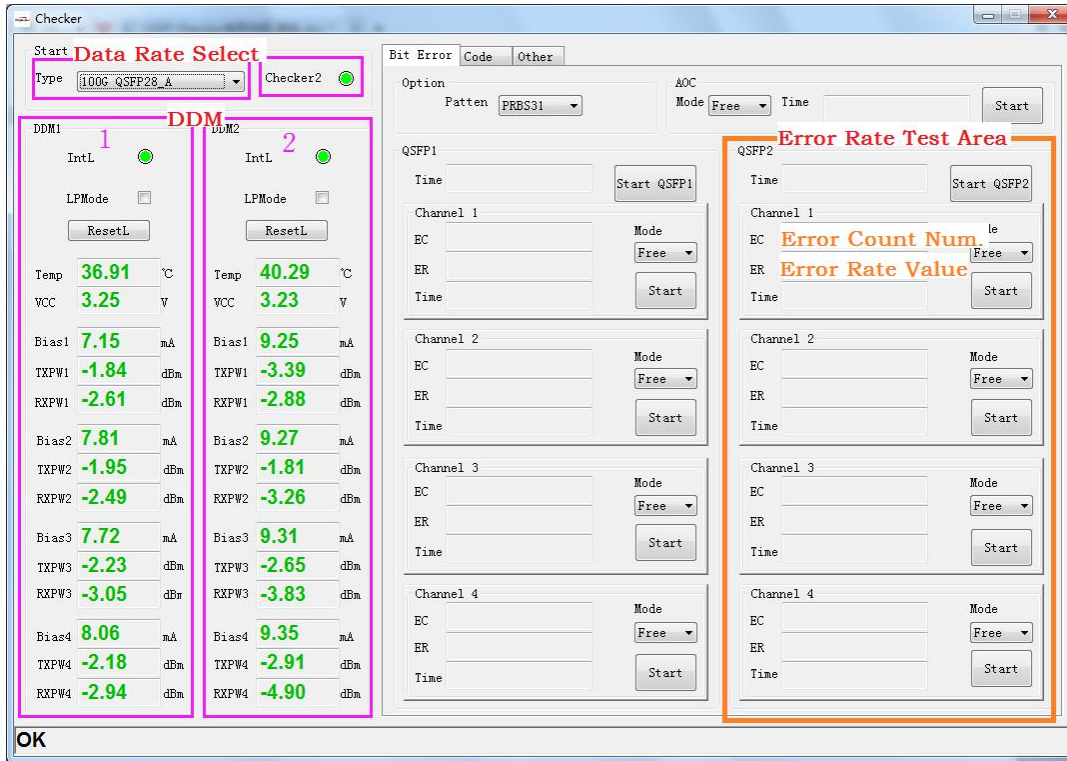 Checker
Start
Data Rate Select
Type 100G QSFP28_A
Checker2
DDM
DDM1
1
IntL
LPMode
ResetL
Temp 36.91 ℃
VCC 3.25 V
Bias1 7.15 mA
TXPW1 -1.84 dBm
RXPW1 -2.61 dBm
Bias2 7.81 mA
TXPW2 -1.95 dBm
RXPW2 -2.49 dBm
Bias3 7.72 mA
TXPW3 -2.23 dBm
RXPW3 -3.05
Bias4 8.06 mA
TXPW4 -2.18 dBm
RXPW4 -2.94 dBm
DDM2
2
IntL
LPMode
ResetL
Temp 40.29 ℃
VCC 3.23 V
Bias1 9.25 mA
TXPW1 -3.39 dBm
RXPW1 -2.88 dBm
Bias2 9.27 mA
TXPW2 -1.81 dBm
RXPW2 -3.26 dBm
Bias3 9.31 mA
TXPW3 -2.65 dBm
RXPW3 -3.83 dBm
Bias4 9.35 mA
TXPW4 -2.91 dBm
RXPW4 -4.90 dBm
Bit Error Code Other
Option
Patten PRBS31
AOC
Mode Free Time Start
QSFP1
Time Start QSFP1
Channel 1
EC
ER
Time
Mode
Free
Start
Channel 2
EC
ER
Time
Mode
Free
Start
Channel 3
EC
ER
Time
Mode
Free
Start
Channel 4
EC
ER
Time
Mode
Free
Start
Error Rate Test Area
QSFP2
Time Start QSFP2
Channel 1
EC Error Count Num.
ER Error Rate Value
Time
Free
Start
Channel 2
EC
ER
Time
Mode
Free
Start
Channel 3
EC
ER
Time
Mode
Free
Start
Channel 4
EC
ER
Time
Mode
Free
Start
OK